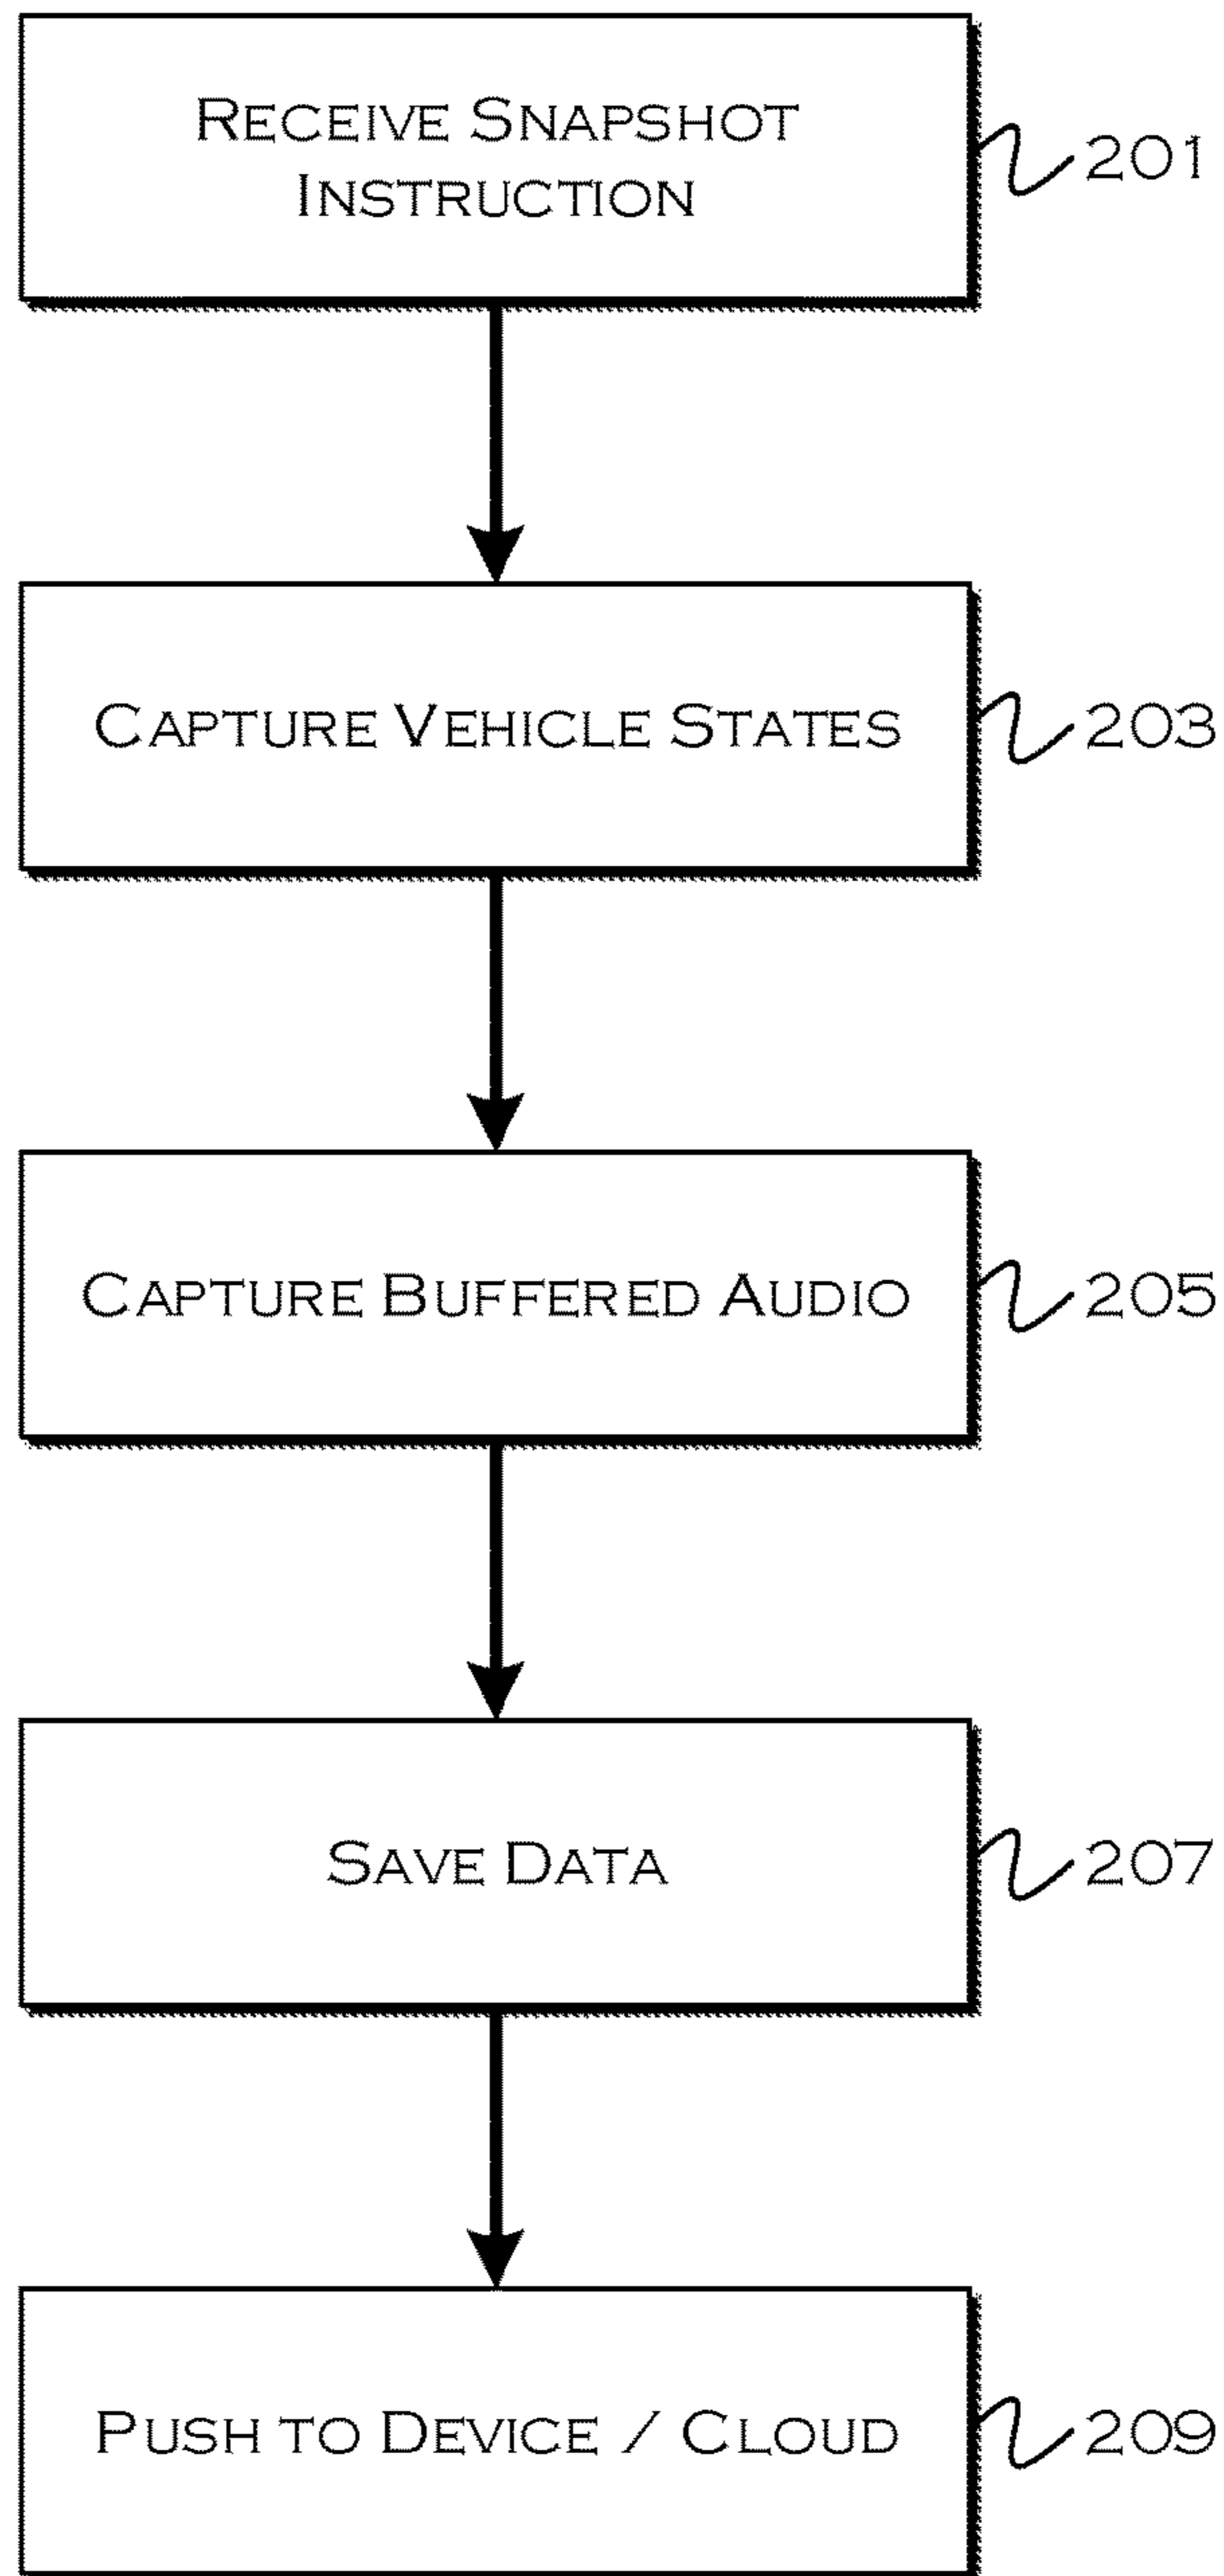 RECEIVE SNAPSHOT
INSTRUCTION
201
CAPTURE VEHICLE STATES
203
CAPTURE BUFFERED AUDIO
205
SAVE DATA
207
PUSH TO DEVICE / CLOUD
209